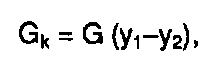 Gₖ = G (y₁–y₂),